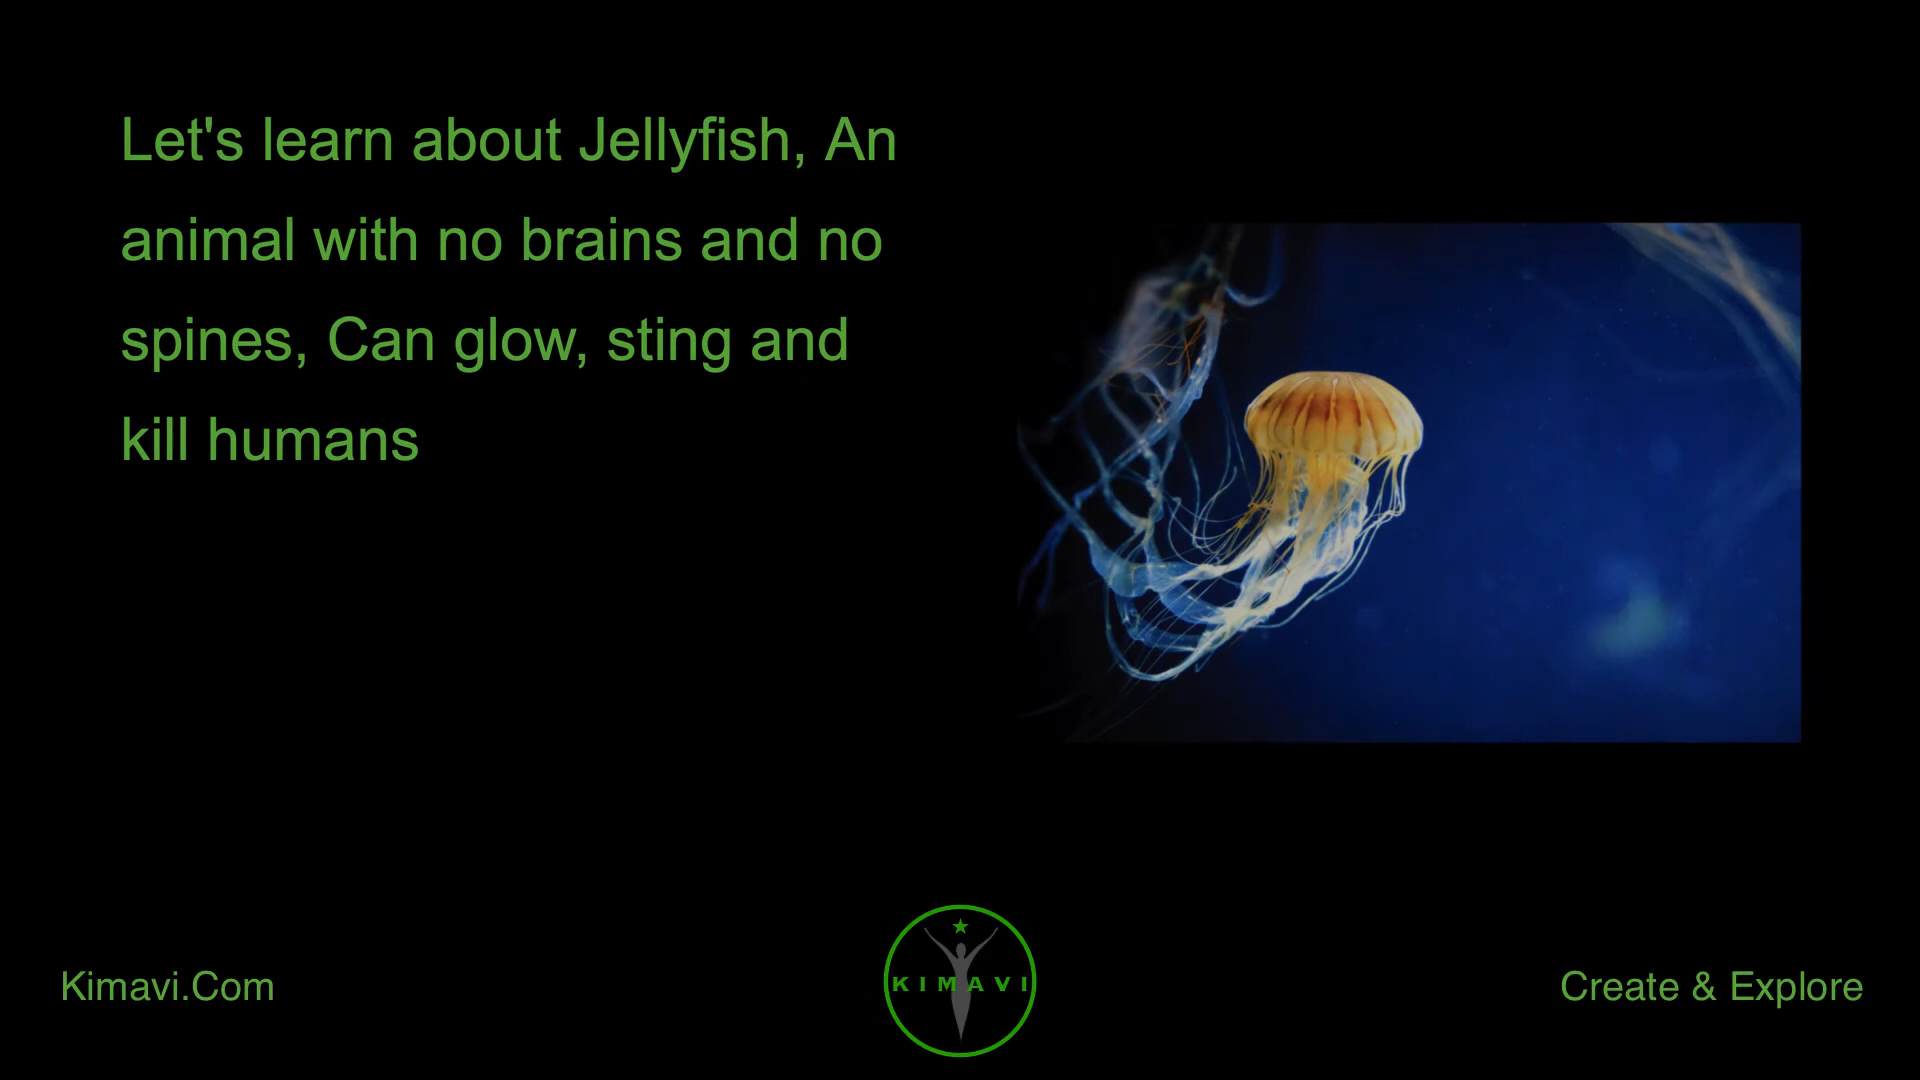 Let's learn about Jellyfish, An
animal with no brains and no
spines, Can glow, sting and
kill humans
KIMAVI
Kimavi.Com
Create & Explore